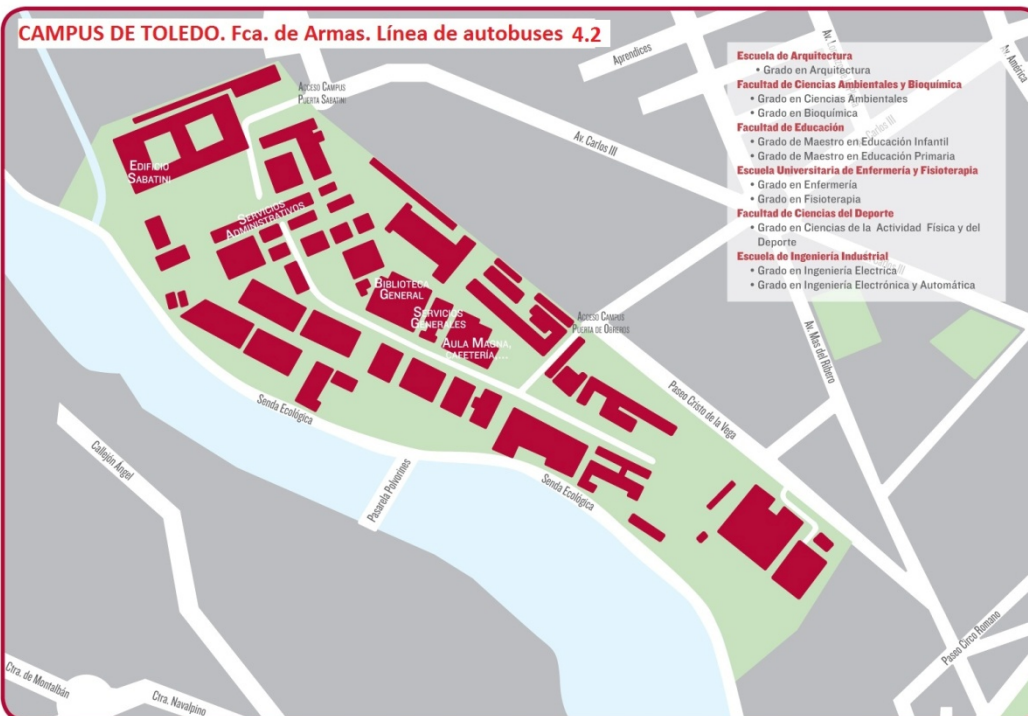 CAMPUS DE TOLEDO. Fca. de Armas. Línea de autobuses 4.2
Escuela de Arquitectura
• Grado en Arquitectura
Facultad de Ciencias Ambientales y Bioquímica
• Grado en Ciencias Ambientales
• Grado en Bioquímica
Facultad de Educación
• Grado de Maestro en Educación Infantil
• Grado de Maestro en Educación Primaria
Escuela Universitaria de Enfermería y Fisioterapia
• Grado en Enfermería
• Grado en Fisioterapia
Facultad de Ciencias del Deporte
• Grado en Ciencias de la Actividad Física y del
Deporte
Escuela de Ingeniería Industrial
• Grado en Ingeniería Electrica
• Grado en Ingeniería Electrónica y Automática
Aprendices
Av. América
Acceso Campus
Puerta Sabatini
Av. Carlos III
Carlos III
Edificio
Sabatini
Servicios
Administrativos
Biblioteca
General
Servicios
Generales
Aula Magna,
cafetería,...
Acceso Campus
Puerta de Obreros
Av. Mas del Ribero
Paseo Cristo de la Vega
Senda Ecológica
Callejón Ángel
Pasarela Polvorines
Senda Ecológica
Paseo Circo Romano
Ctra. de Montalbán
Ctra. Navalpino